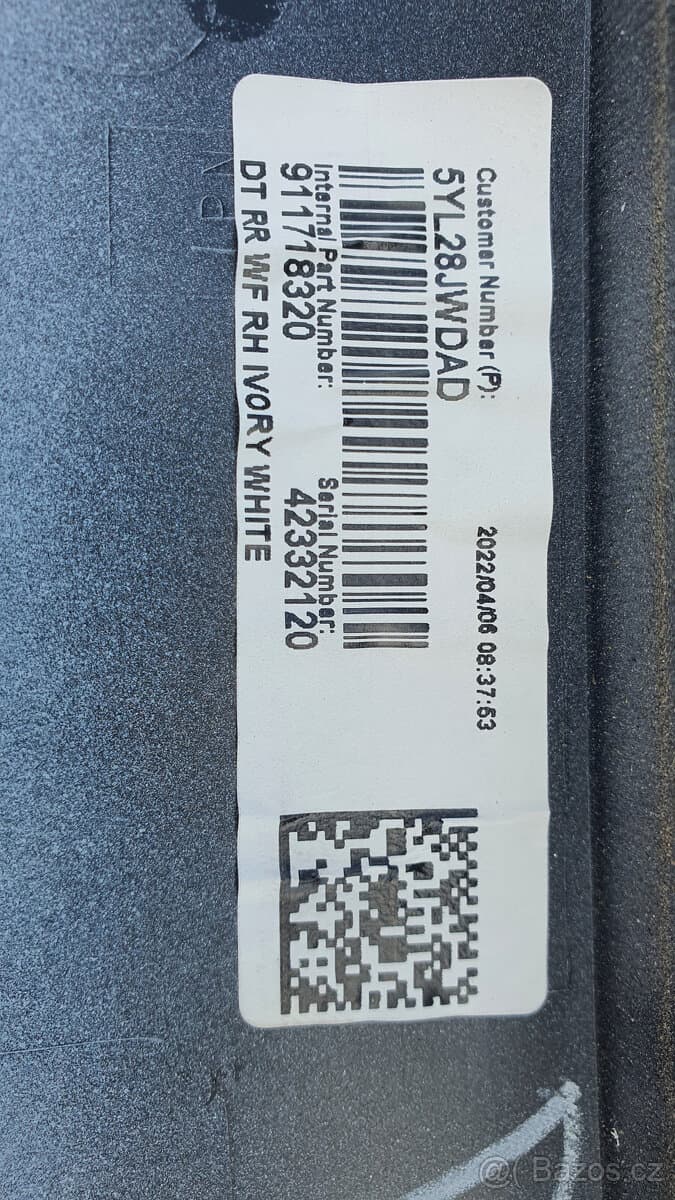 Customer Number (P):
2022/04/06 08:37:53
5YL28JWDAD
Internal Part Number:
Serial Number:
911718320
42332120
DT RR WF RH IVORY WHITE
@( Bazos.cz